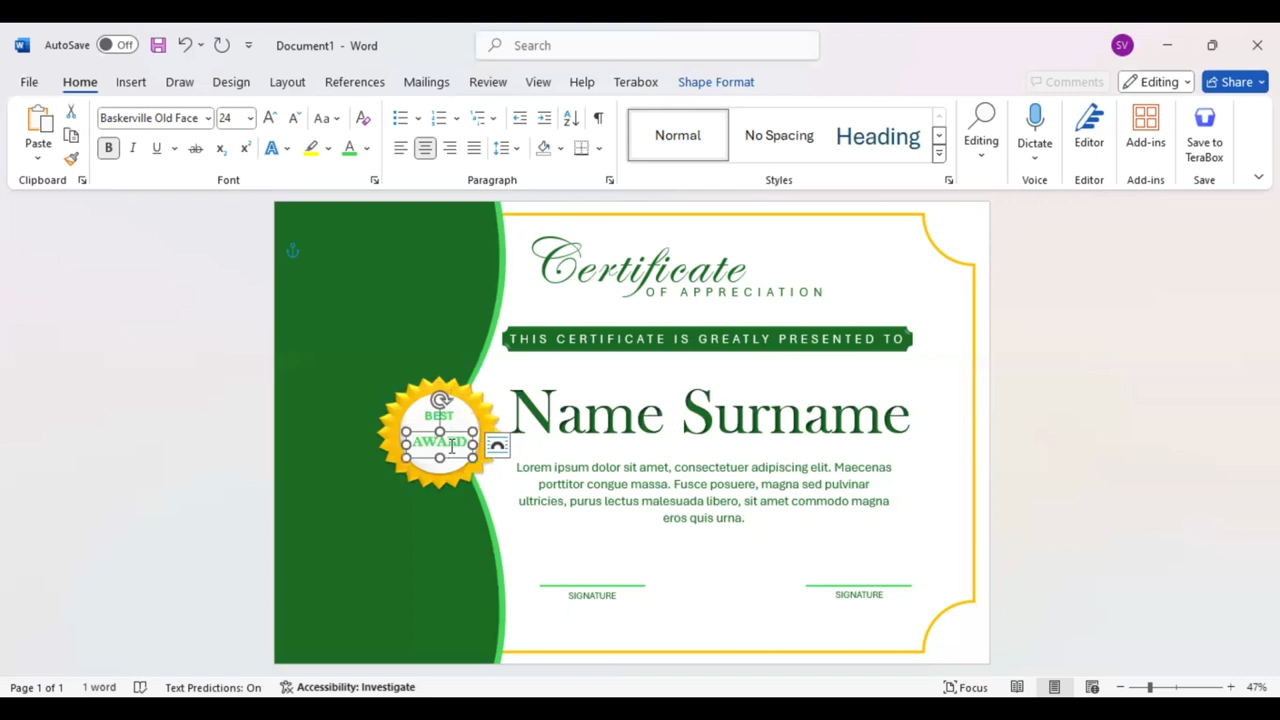 AutoSave Off Document1 - Word Search SV
File Home Insert Draw Design Layout References Mailings Review View Help Terabox Shape Format Comments Editing Share
Paste Baskerville Old Face 24 Aa Normal No Spacing Heading Editing Dictate Editor Add-ins Save to TeraBox
Clipboard Font Paragraph Styles Voice Editor Add-ins Save
Certificate
OF APPRECIATION
THIS CERTIFICATE IS GREATLY PRESENTED TO
BEST
AWARD
Name Surname
Lorem ipsum dolor sit amet, consectetuer adipiscing elit. Maecenas
porttitor congue massa. Fusce posuere, magna sed pulvinar
ultricies, purus lectus malesuada libero, sit amet commodo magna
eros quis urna.
SIGNATURE SIGNATURE
Page 1 of 1 1 word Text Predictions: On Accessibility: Investigate Focus 47%